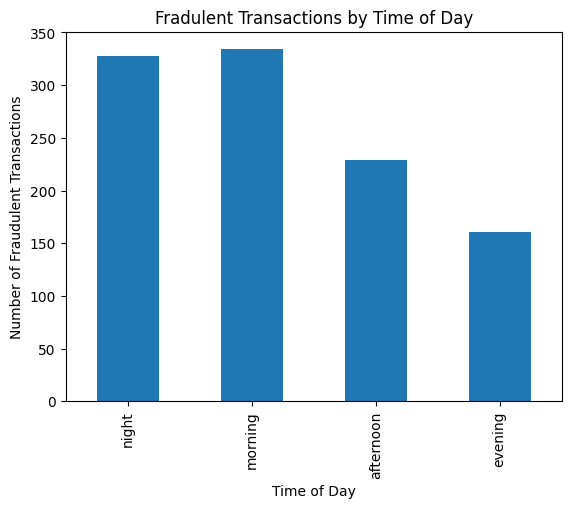 Fradulent Transactions by Time of Day
Number of Fraudulent Transactions
350
300
250
200
150
100
50
0
night
morning
afternoon
evening
Time of Day